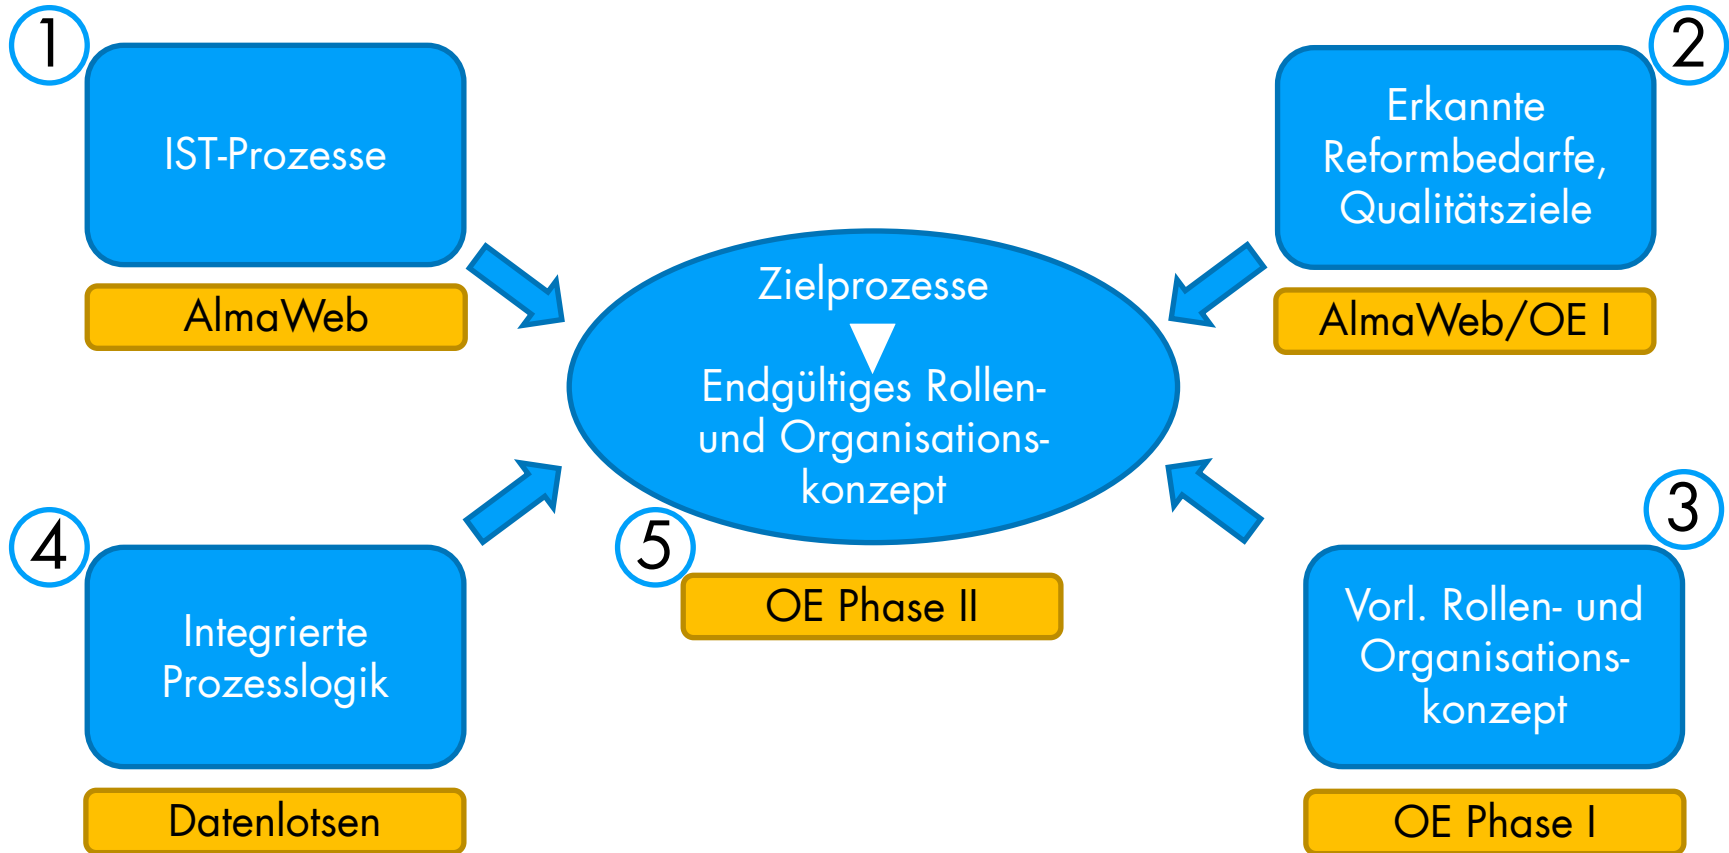 1
IST-Prozesse
AlmaWeb
2
Erkannte
Reformbedarfe,
Qualitätsziele
AlmaWeb/OE I
Zielprozesse
Endgültiges Rollen-
und Organisations-
konzept
5
OE Phase II
4
Integrierte
Prozesslogik
Datenlotsen
3
Vorl. Rollen- und
Organisations-
konzept
OE Phase I